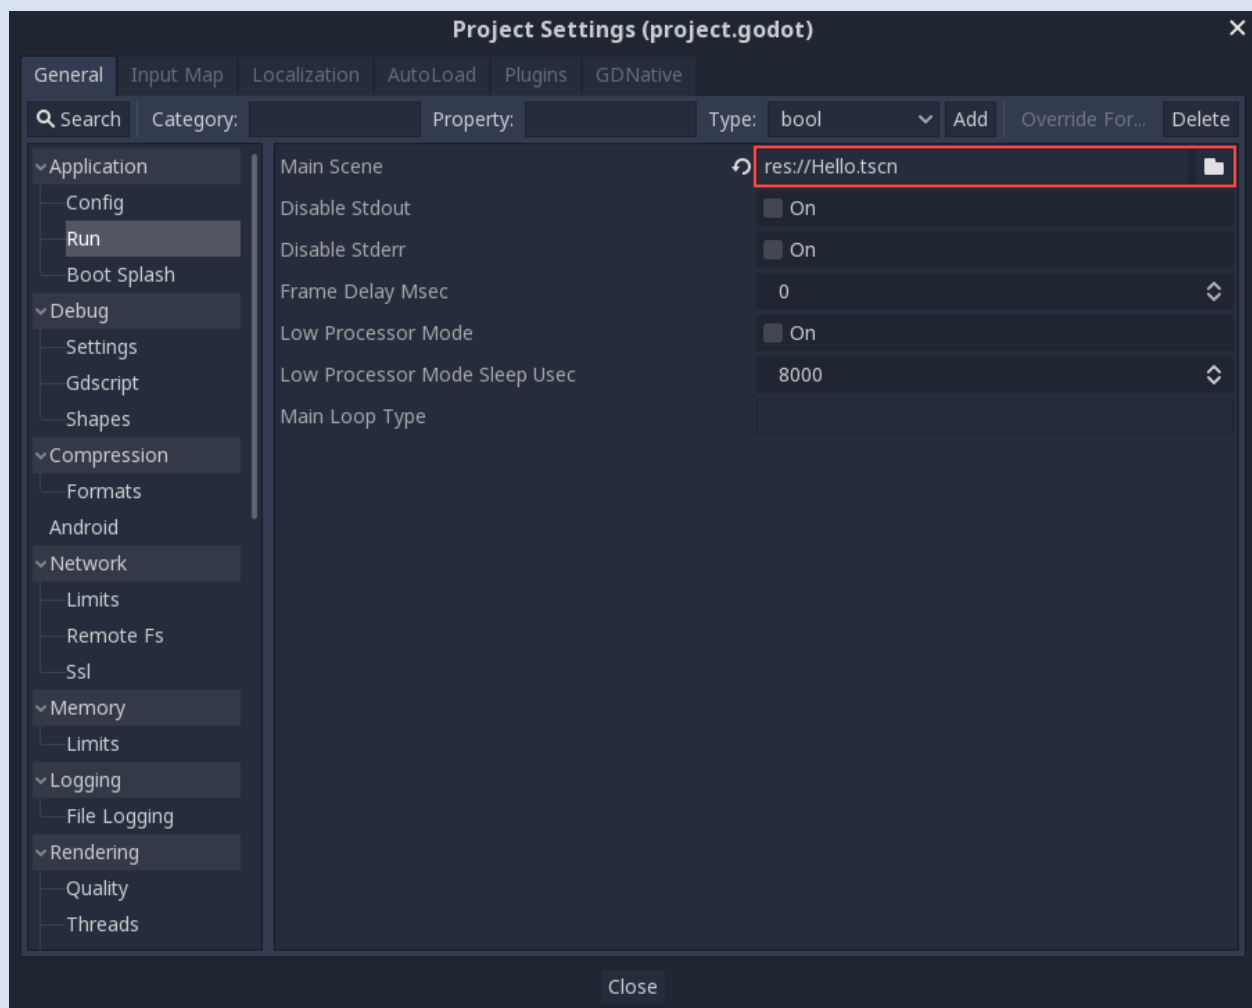 Project Settings (project.godot)
General Input Map Localization AutoLoad Plugins GDNative
Search Category: Property: Type: bool Add Override For... Delete
Application
Config
Run
Boot Splash
Debug
Settings
Gdscript
Shapes
Compression
Formats
Android
Network
Limits
Remote Fs
Ssl
Memory
Limits
Logging
File Logging
Rendering
Quality
Threads
Main Scene res://Hello.tscn
Disable Stdout On
Disable Stderr On
Frame Delay Msec 0
Low Processor Mode On
Low Processor Mode Sleep Usec 8000
Main Loop Type
Close